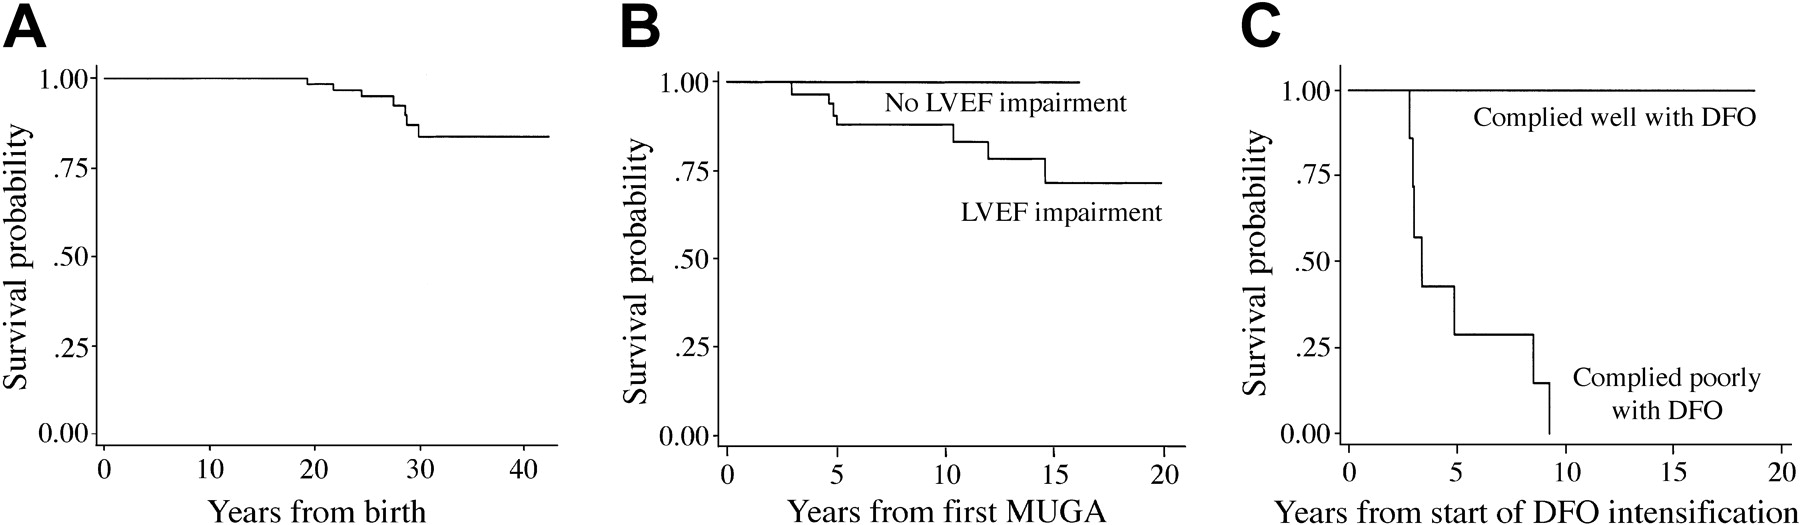 A
Survival probability
1.00
.75
.50
.25
0.00
0 10 20 30 40
Years from birth
B
Survival probability
1.00
.75
.50
.25
0.00
No LVEF impairment
LVEF impairment
0 5 10 15 20
Years from first MUGA
C
Survival probability
1.00
.75
.50
.25
0.00
Complied well with DFO
Complied poorly
with DFO
0 5 10 15 20
Years from start of DFO intensification